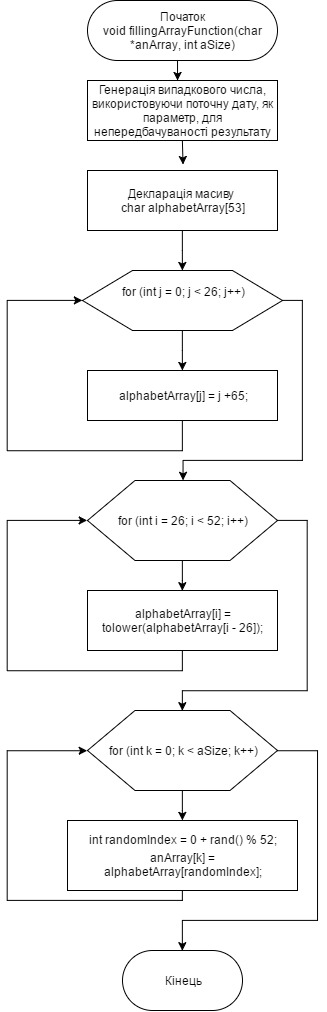 Початок
void fillingArrayFunction(char
*anArray, int aSize)
Генерація випадкового числа,
використовуючи поточну дату, як
параметр, для
непередбачуваності результату
Декларація масиву
char alphabetArray[53]
for (int j = 0; j < 26; j++)
alphabetArray[j] = j +65;
for (int i = 26; i < 52; i++)
alphabetArray[i] =
tolower(alphabetArray[i - 26]);
for (int k = 0; k < aSize; k++)
int randomIndex = 0 + rand() % 52;
anArray[k] =
alphabetArray[randomIndex];
Кінець